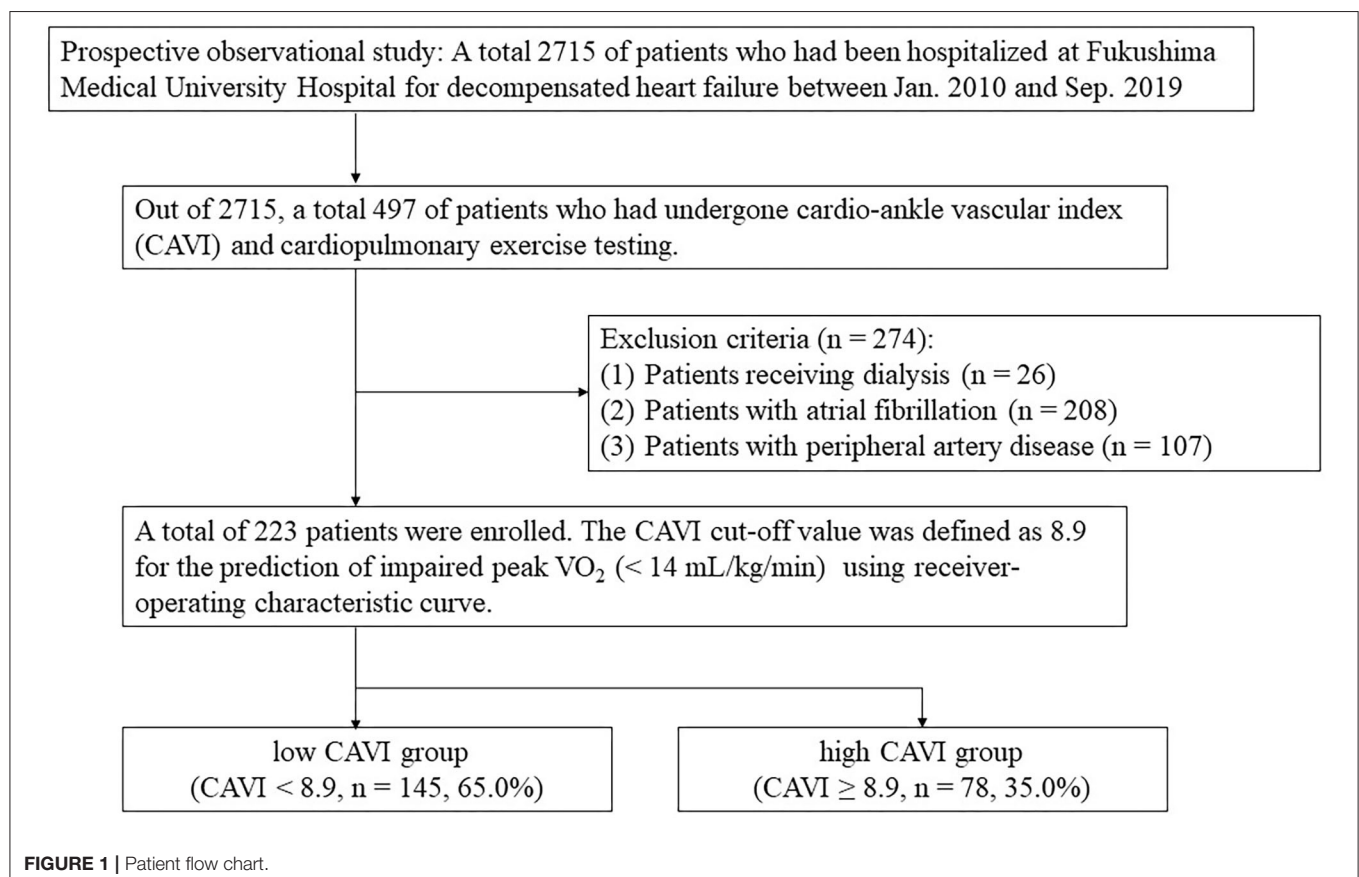 Prospective observational study: A total 2715 of patients who had been hospitalized at Fukushima
Medical University Hospital for decompensated heart failure between Jan. 2010 and Sep. 2019
Out of 2715, a total 497 of patients who had undergone cardio-ankle vascular index
(CAVI) and cardiopulmonary exercise testing.
Exclusion criteria (n = 274):
(1) Patients receiving dialysis (n = 26)
(2) Patients with atrial fibrillation (n = 208)
(3) Patients with peripheral artery disease (n = 107)
A total of 223 patients were enrolled. The CAVI cut-off value was defined as 8.9
for the prediction of impaired peak VO₂ (< 14 mL/kg/min) using receiver-
operating characteristic curve.
low CAVI group
(CAVI < 8.9, n = 145, 65.0%)
high CAVI group
(CAVI ≥ 8.9, n = 78, 35.0%)
FIGURE 1 | Patient flow chart.